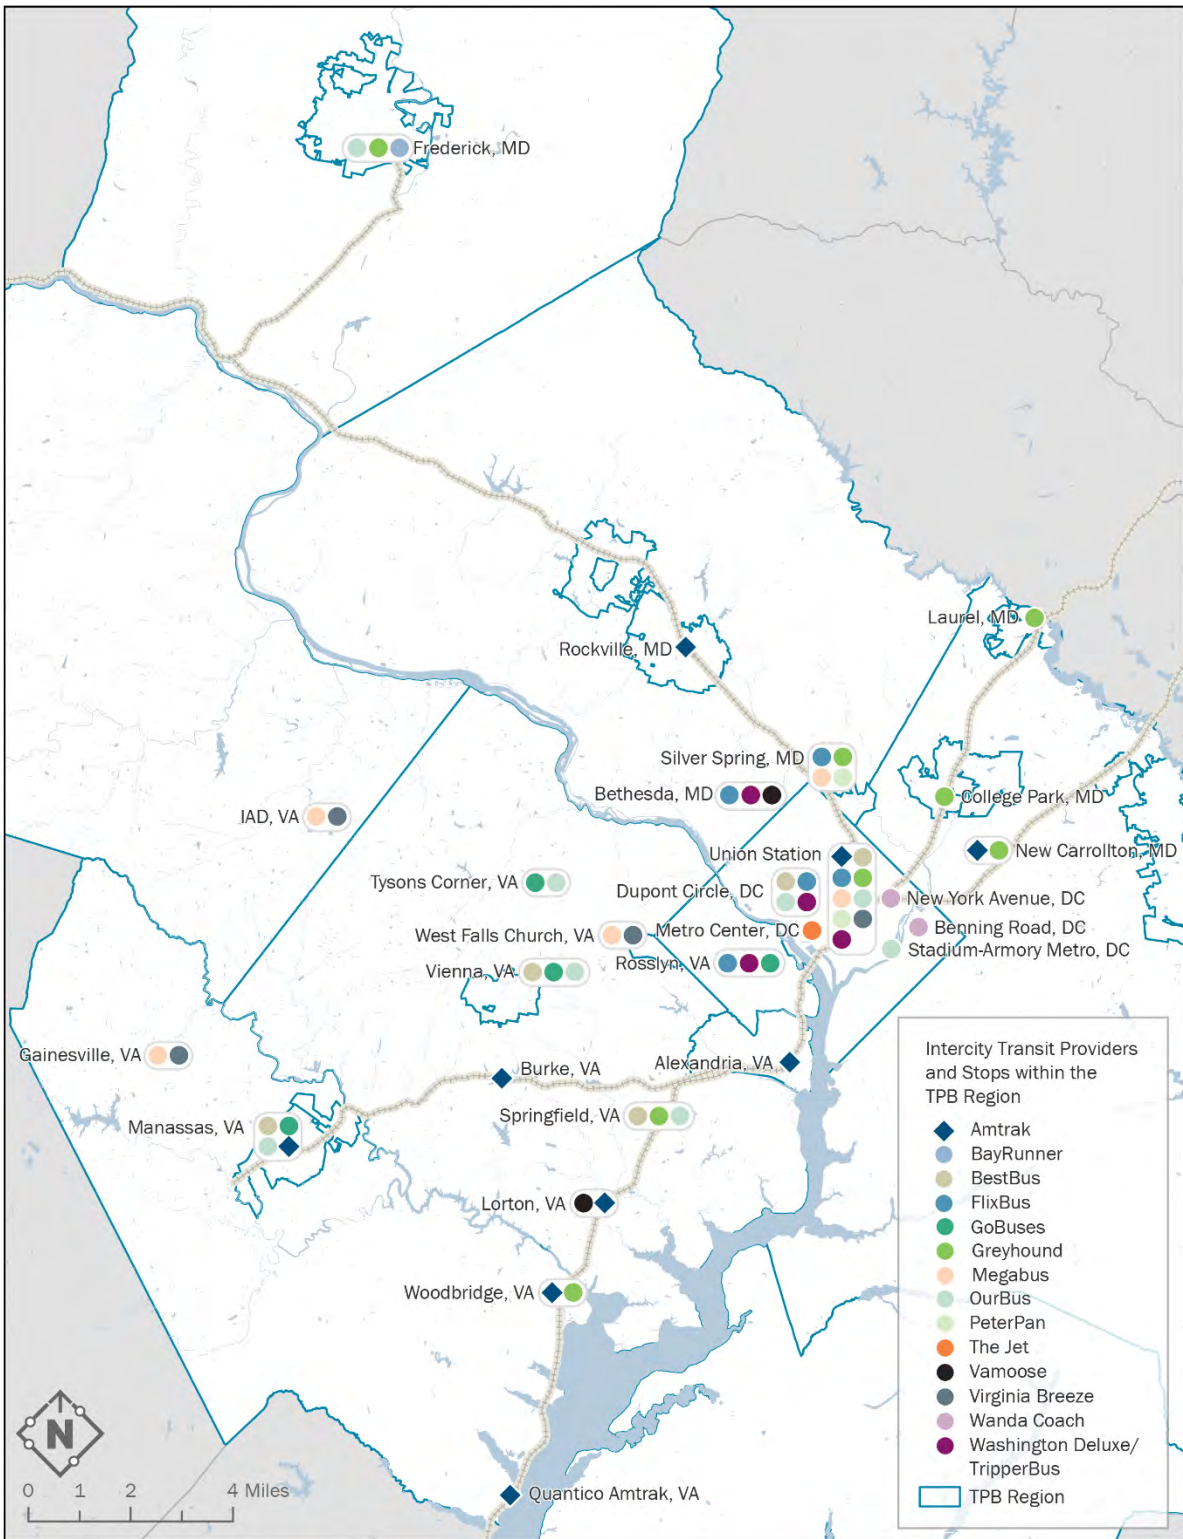 Frederick, MD
Laurel, MD
Rockville, MD
Silver Spring, MD
Bethesda, MD
College Park, MD
IAD, VA
Union Station
New Carrollton, MD
Tysons Corner, VA
Dupont Circle, DC
New York Avenue, DC
Metro Center, DC
Benning Road, DC
West Falls Church, VA
Stadium-Armory Metro, DC
Vienna, VA
Rosslyn, VA
Gainesville, VA
Burke, VA
Alexandria, VA
Springfield, VA
Manassas, VA
Lorton, VA
Woodbridge, VA
Quantico Amtrak, VA
Intercity Transit Providers
and Stops within the
TPB Region
Amtrak
BayRunner
BestBus
FlixBus
GoBuses
Greyhound
Megabus
OurBus
PeterPan
The Jet
Vamoose
Virginia Breeze
Wanda Coach
Washington Deluxe/
TripperBus
TPB Region
N
0 1 2 4 Miles